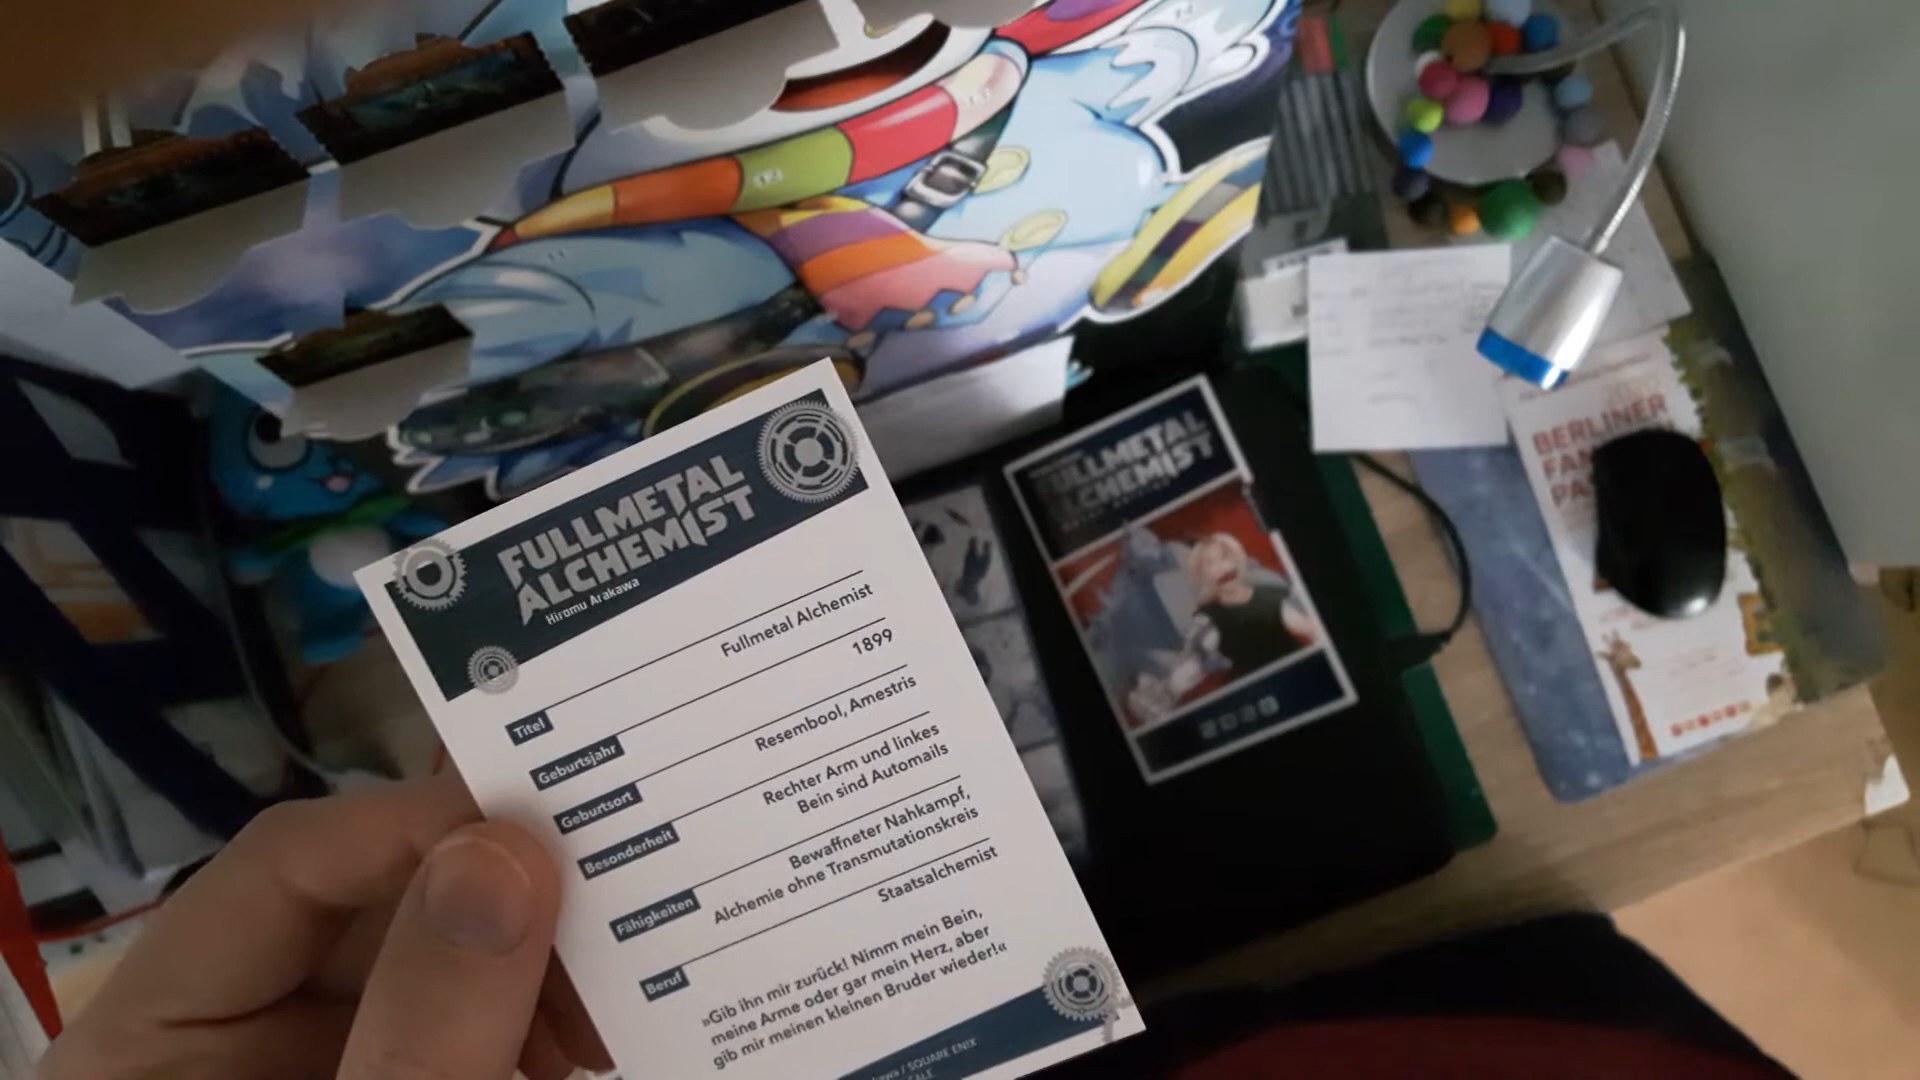 FULLMETAL
ALCHEMIST
Hiromu Arakawa
Titel
Fullmetal Alchemist
Geburtsjahr
1899
Geburtsort
Resembool, Amestris
Besonderheit
Rechter Arm und linkes
Bein sind Automails
Fähigkeiten
Bewaffneter Nahkampf,
Alchemie ohne Transmutationskreis
Beruf
Staatsalchemist
»Gib ihn mir zurück! Nimm mein Bein,
meine Arme oder gar mein Herz, aber
gib mir meinen kleinen Bruder wieder!«
/ SQUARE ENIX
FULLMETAL
ALCHEMIST
BERLINER
12
11